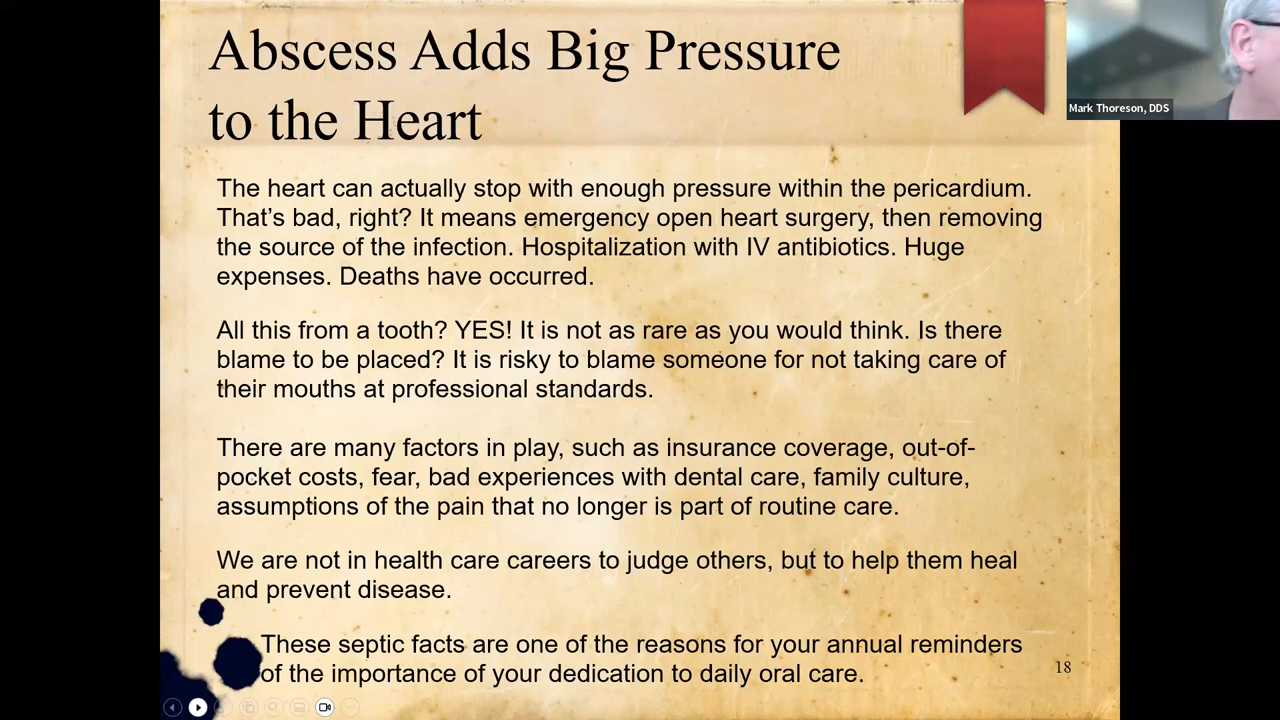 Abscess Adds Big Pressure
to the Heart
Mark Thoreson, DDS
The heart can actually stop with enough pressure within the pericardium.
That’s bad, right? It means emergency open heart surgery, then removing
the source of the infection. Hospitalization with IV antibiotics. Huge
expenses. Deaths have occurred.
All this from a tooth? YES! It is not as rare as you would think. Is there
blame to be placed? It is risky to blame someone for not taking care of
their mouths at professional standards.
There are many factors in play, such as insurance coverage, out-of-
pocket costs, fear, bad experiences with dental care, family culture,
assumptions of the pain that no longer is part of routine care.
We are not in health care careers to judge others, but to help them heal
and prevent disease.
These septic facts are one of the reasons for your annual reminders
of the importance of your dedication to daily oral care.
18